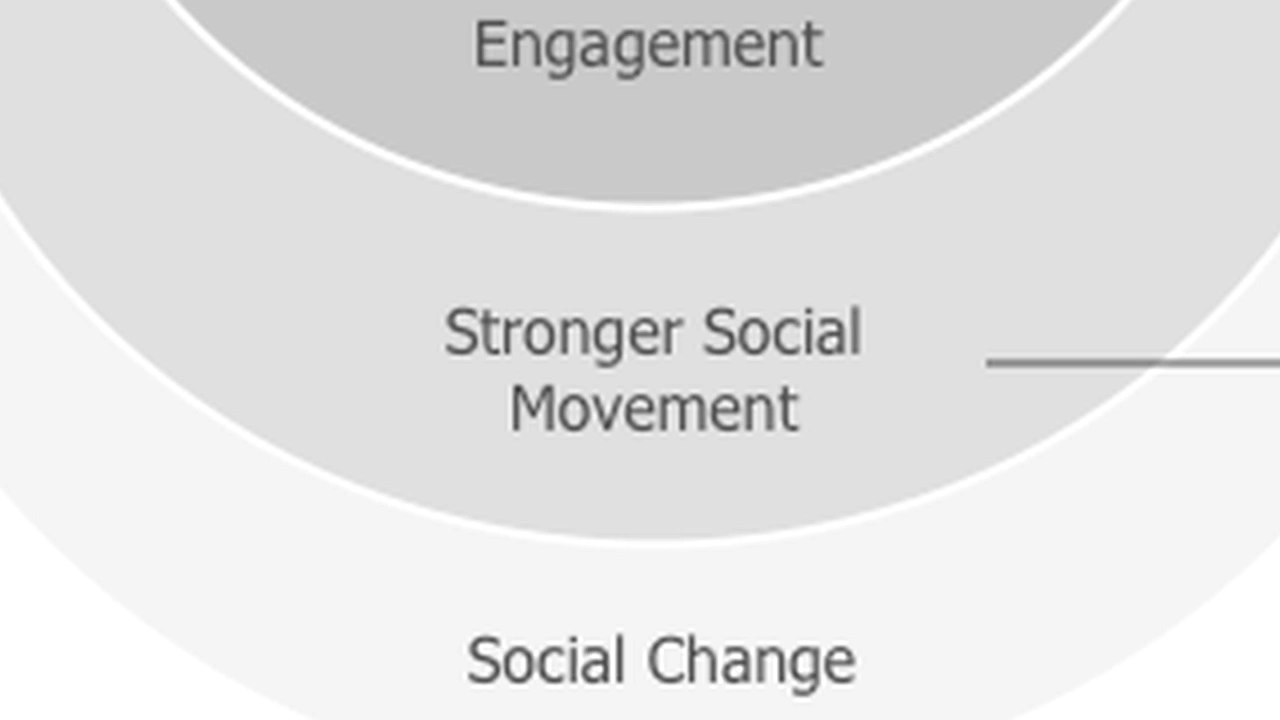 Engagement
Stronger Social
Movement
Social Change